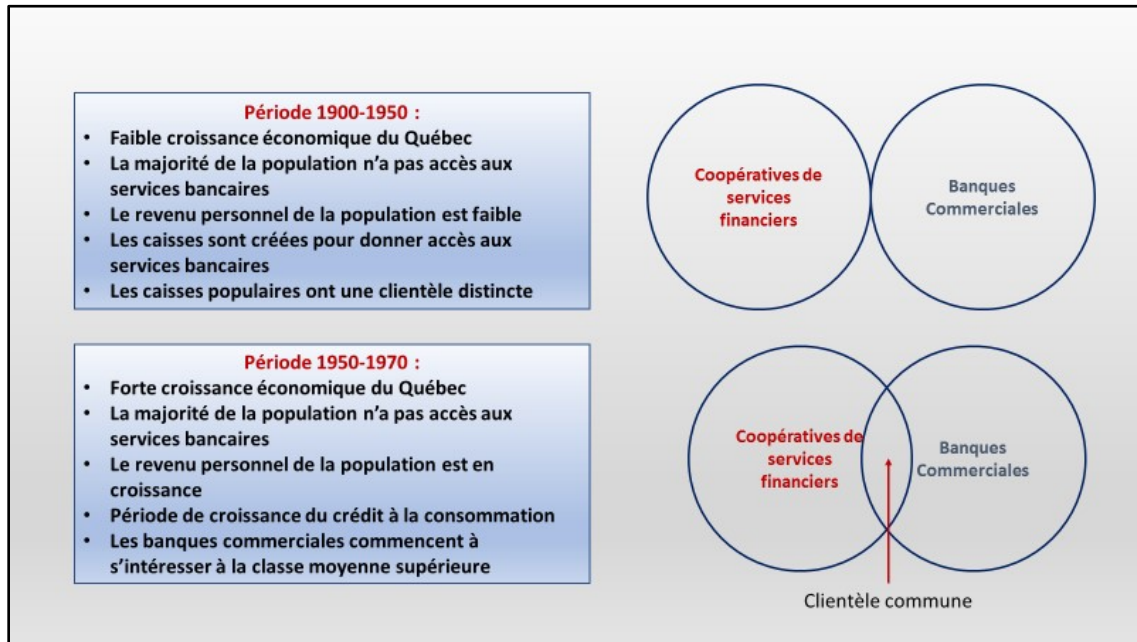 Période 1900-1950 :
• Faible croissance économique du Québec
• La majorité de la population n'a pas accès aux
services bancaires
• Le revenu personnel de la population est faible
• Les caisses sont créées pour donner accès aux
services bancaires
• Les caisses populaires ont une clientèle distincte
Coopératives de
services
financiers
Banques
Commerciales
Période 1950-1970 :
• Forte croissance économique du Québec
• La majorité de la population n'a pas accès aux
services bancaires
• Le revenu personnel de la population est en
croissance
• Période de croissance du crédit à la consommation
• Les banques commerciales commencent à
s'intéresser à la classe moyenne supérieure
Coopératives de
services
financiers
Banques
Commerciales
Clientèle commune